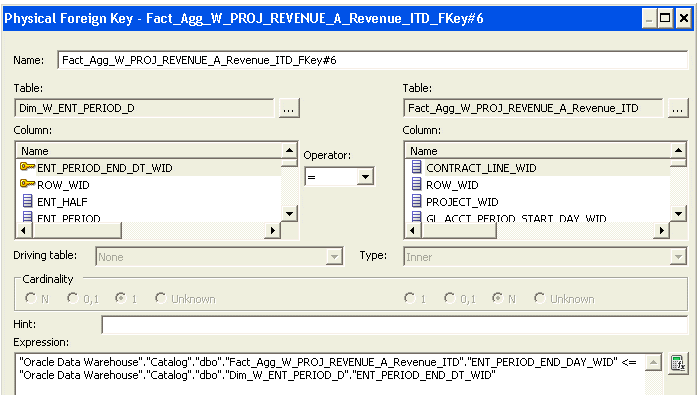 Physical Foreign Key - Fact_Agg_W_PROJ_REVENUE_A_Revenue_ITD_FKey#6
Name: Fact_Agg_W_PROJ_REVENUE_A_Revenue_ITD_FKey#6
Table: Table:
Dim_W_ENT_PERIOD_D ... Fact_Agg_W_PROJ_REVENUE_A_Revenue_ITD ...
Column: Column:
Name Operator: Name
ENT_PERIOD_END_DT_WID = CONTRACT_LINE_WID
ROW_WID ROW_WID
ENT_HALF PROJECT_WID
ENT_PERIOD GL_ACCT_PERIOD_START_DAY_WID
Driving table: None Type: Inner
Cardinality
N 0,1 1 Unknown 1 0,1 N Unknown
Hint:
Expression:
"Oracle Data Warehouse"."Catalog"."dbo"."Fact_Agg_W_PROJ_REVENUE_A_Revenue_ITD"."ENT_PERIOD_END_DAY_WID" <=
"Oracle Data Warehouse"."Catalog"."dbo"."Dim_W_ENT_PERIOD_D"."ENT_PERIOD_END_DT_WID"